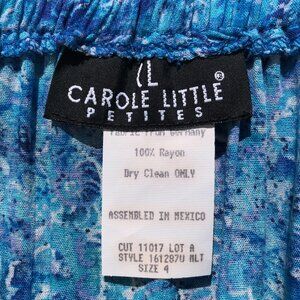 CL
CAROLE LITTLE ®
PETITES
Fabric from Germany
100% Rayon
Dry Clean ONLY
ASSEMBLED IN MEXICO
CUT 11017 LOT A
STYLE 161287U MLT
SIZE 4